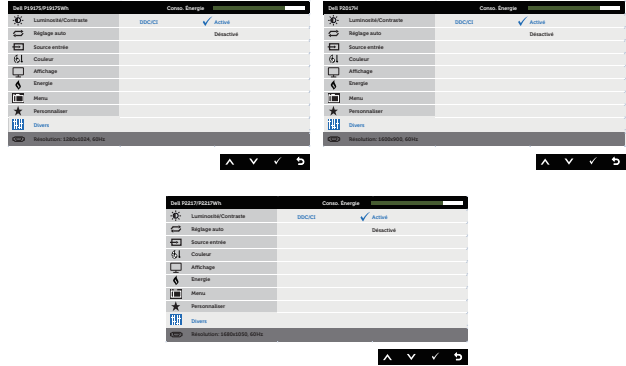 Dell P1917S/P1917SWh Conso. Énergie
Luminosité/Contraste DDC/CI Activé
Réglage auto Désactivé
Source entrée
Couleur
Affichage
Energie
Menu
Personnaliser
Divers
Résolution: 1280x1024, 60Hz
Dell P2017H Conso. Énergie
Luminosité/Contraste DDC/CI Activé
Réglage auto Désactivé
Source entrée
Couleur
Affichage
Energie
Menu
Personnaliser
Divers
Résolution: 1600x900, 60Hz
Dell P2217/P2217Wh Conso. Énergie
Luminosité/Contraste DDC/CI Activé
Réglage auto Désactivé
Source entrée
Couleur
Affichage
Energie
Menu
Personnaliser
Divers
Résolution: 1680x1050, 60Hz